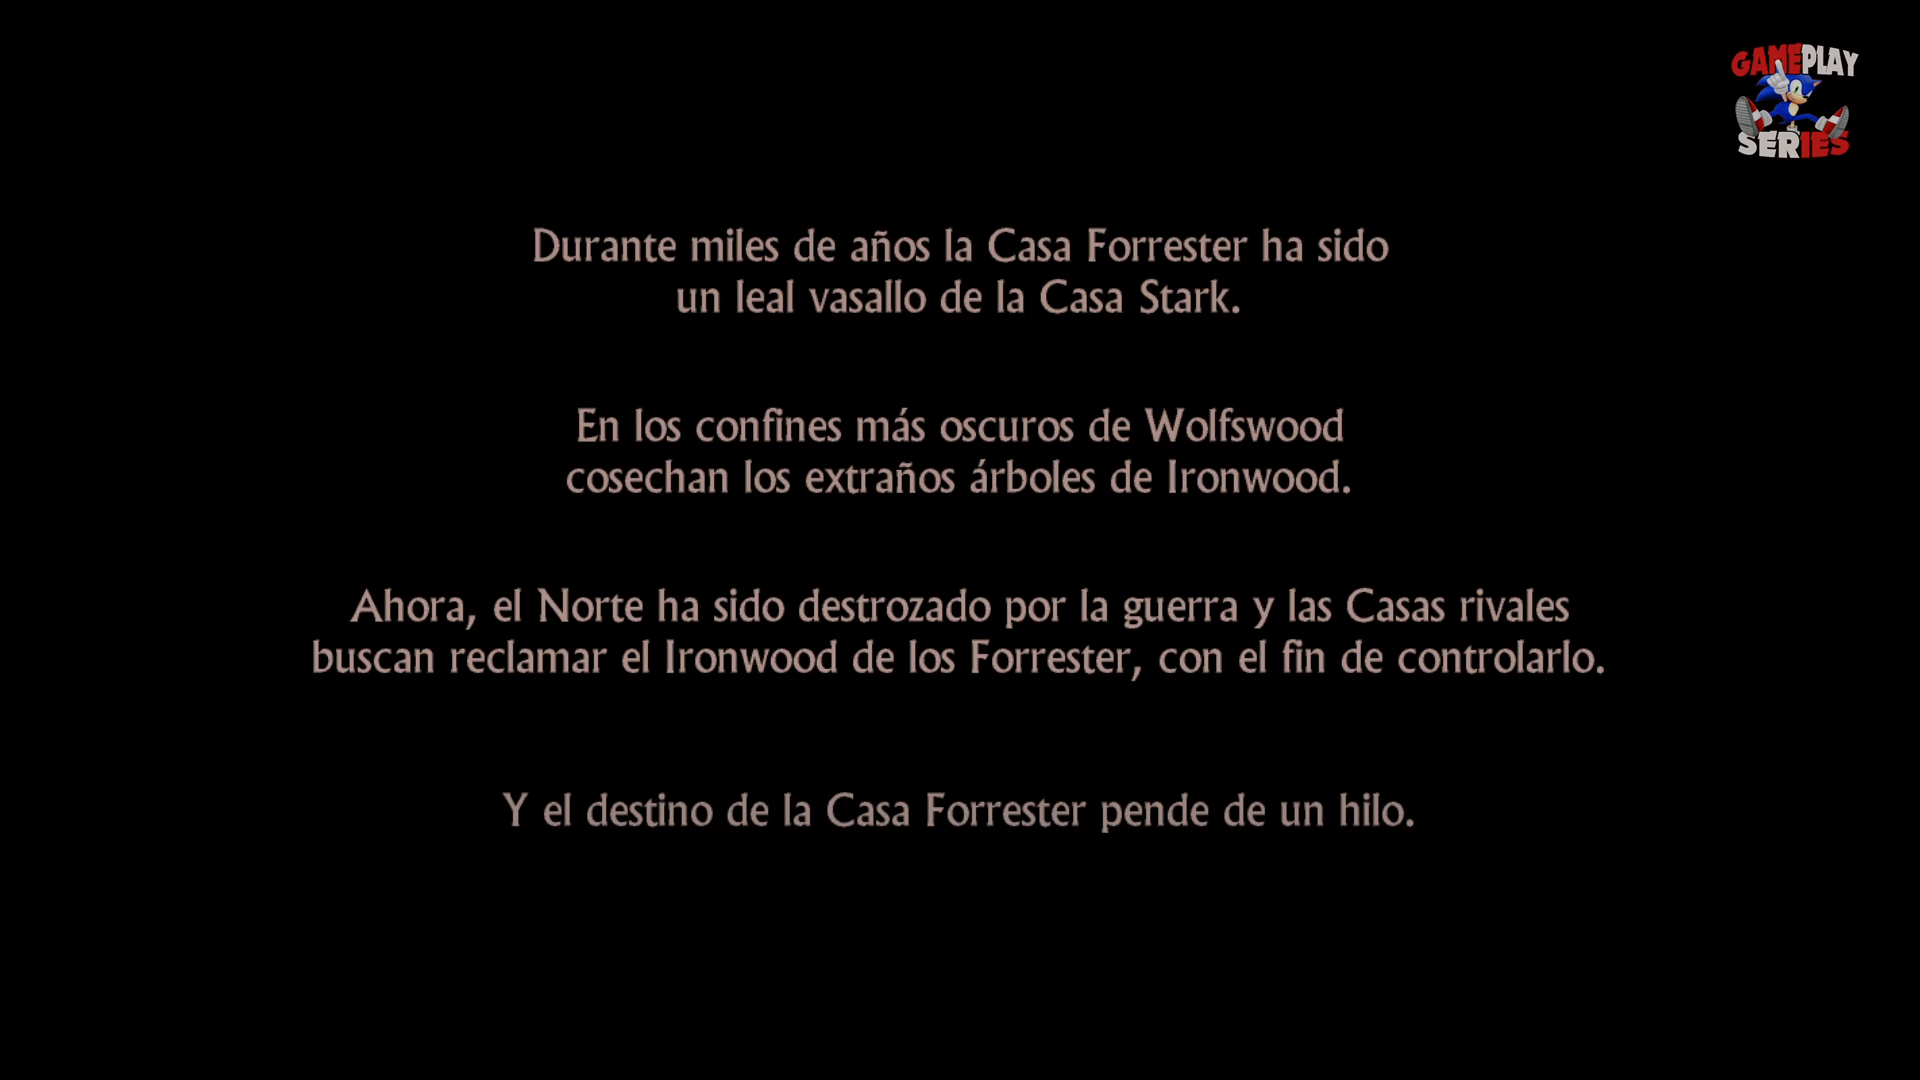 GAMEPLAY
SERIES
Durante miles de años la Casa Forrester ha sido
un leal vasallo de la Casa Stark.
En los confines más oscuros de Wolfswood
cosechan los extraños árboles de Ironwood.
Ahora, el Norte ha sido destrozado por la guerra y las Casas rivales
buscan reclamar el Ironwood de los Forrester, con el fin de controlarlo.
Y el destino de la Casa Forrester pende de un hilo.